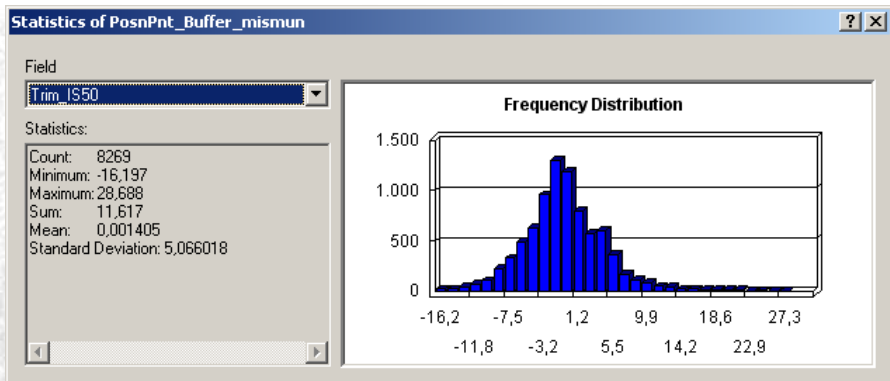 Statistics of PosnPnt_Buffer_mismun
Field
Trim_IS50
Statistics:
Count: 8269
Minimum: -16,197
Maximum: 28,688
Sum: 11,617
Mean: 0,001405
Standard Deviation: 5,066018
Frequency Distribution
1.500
1.000
500
0
-16,2 -7,5 1,2 9,9 18,6 27,3
-11,8 -3,2 5,5 14,2 22,9